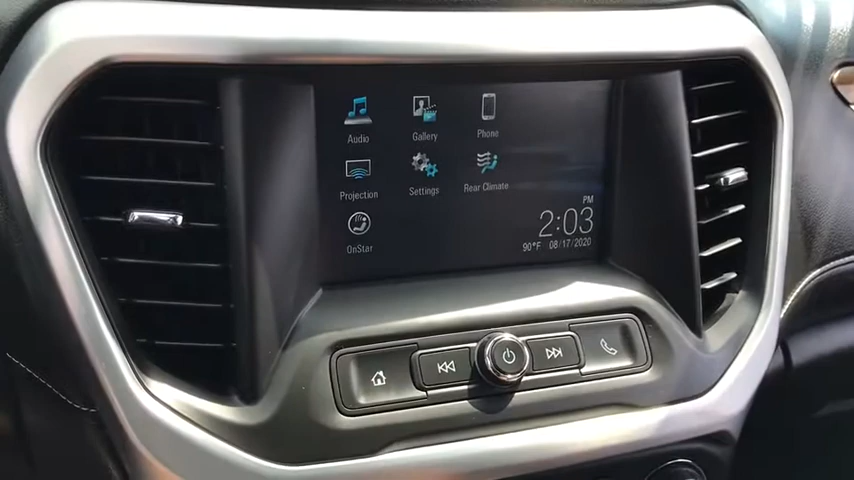 Audio Gallery Phone
Projection Settings Rear Climate
OnStar
PM
2:03
90°F 08/17/2020